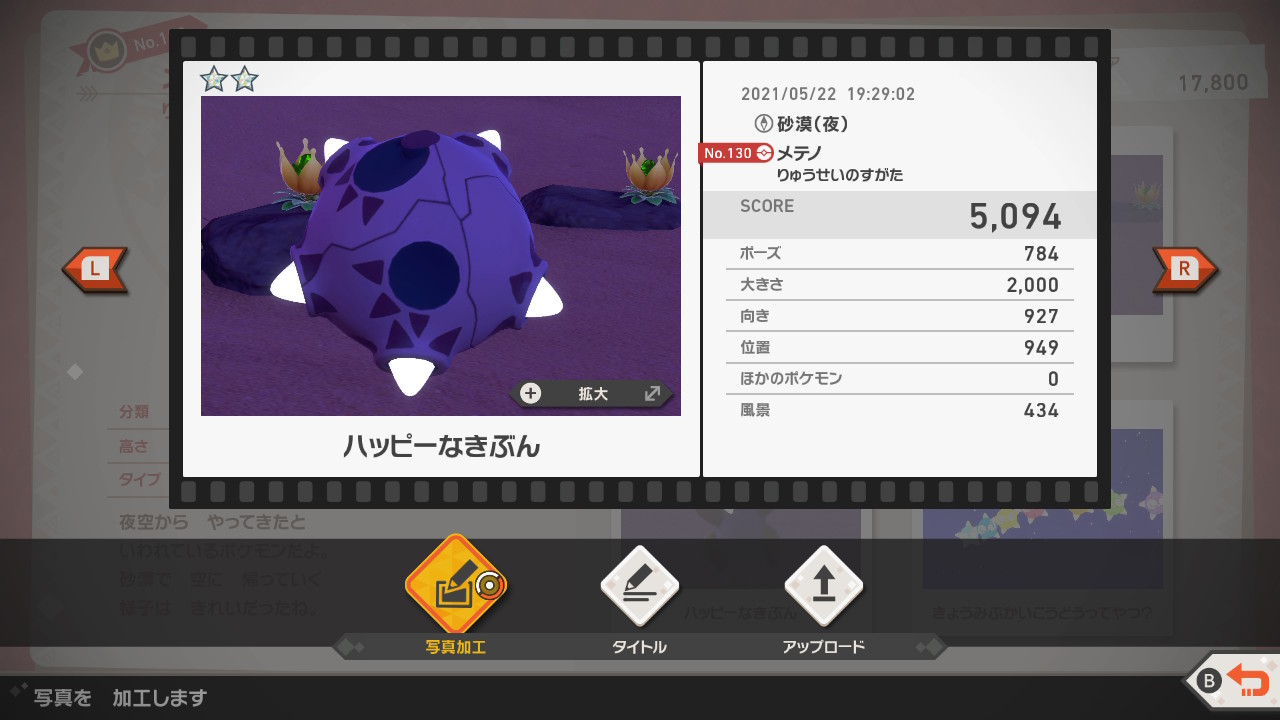 No.1
17,800
2021/05/22 19:29:02
砂漠(夜)
No.130 メテノ
りゅうせいのすがた
SCORE 5,094
ポーズ 784
大きさ 2,000
向き 927
位置 949
ほかのポケモン 0
風景 434
+ 拡大
ハッピーなきぶん
L
R
分類
高さ
タイプ
夜空から やってきたと
いわれているポケモンだよ。
砂漠で 空に 帰っていく
様子は きれいだったね。
ハッピーなきぶん
きょうみぶかいこうどうってやつ?
写真加工
タイトル
アップロード
写真を 加工します
B